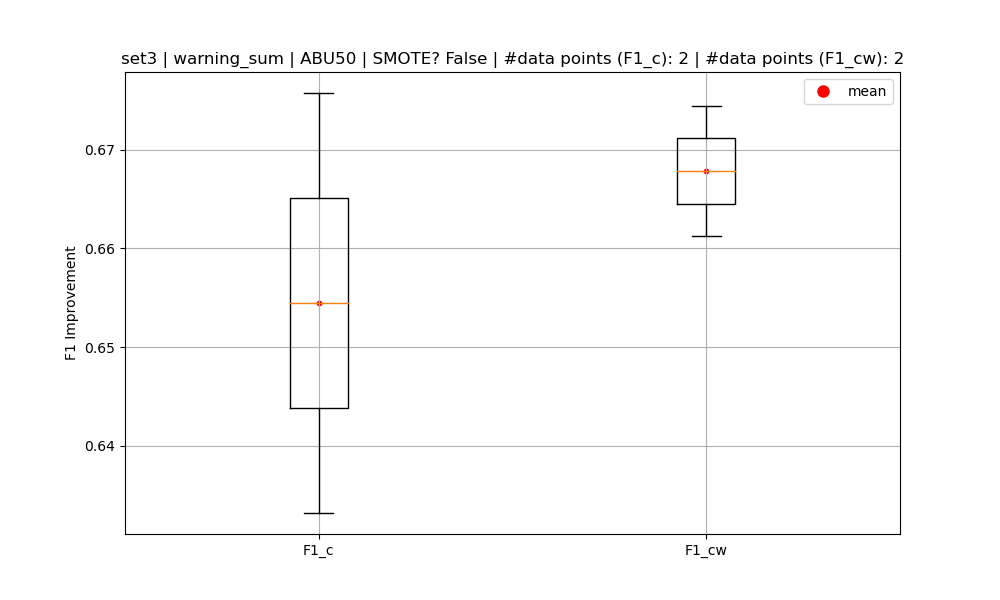 set3 | warning_sum | ABU50 | SMOTE? False | #data points (F1_c): 2 | #data points (F1_cw): 2
mean
0.67
0.66
0.65
0.64
F1 Improvement
F1_c
F1_cw